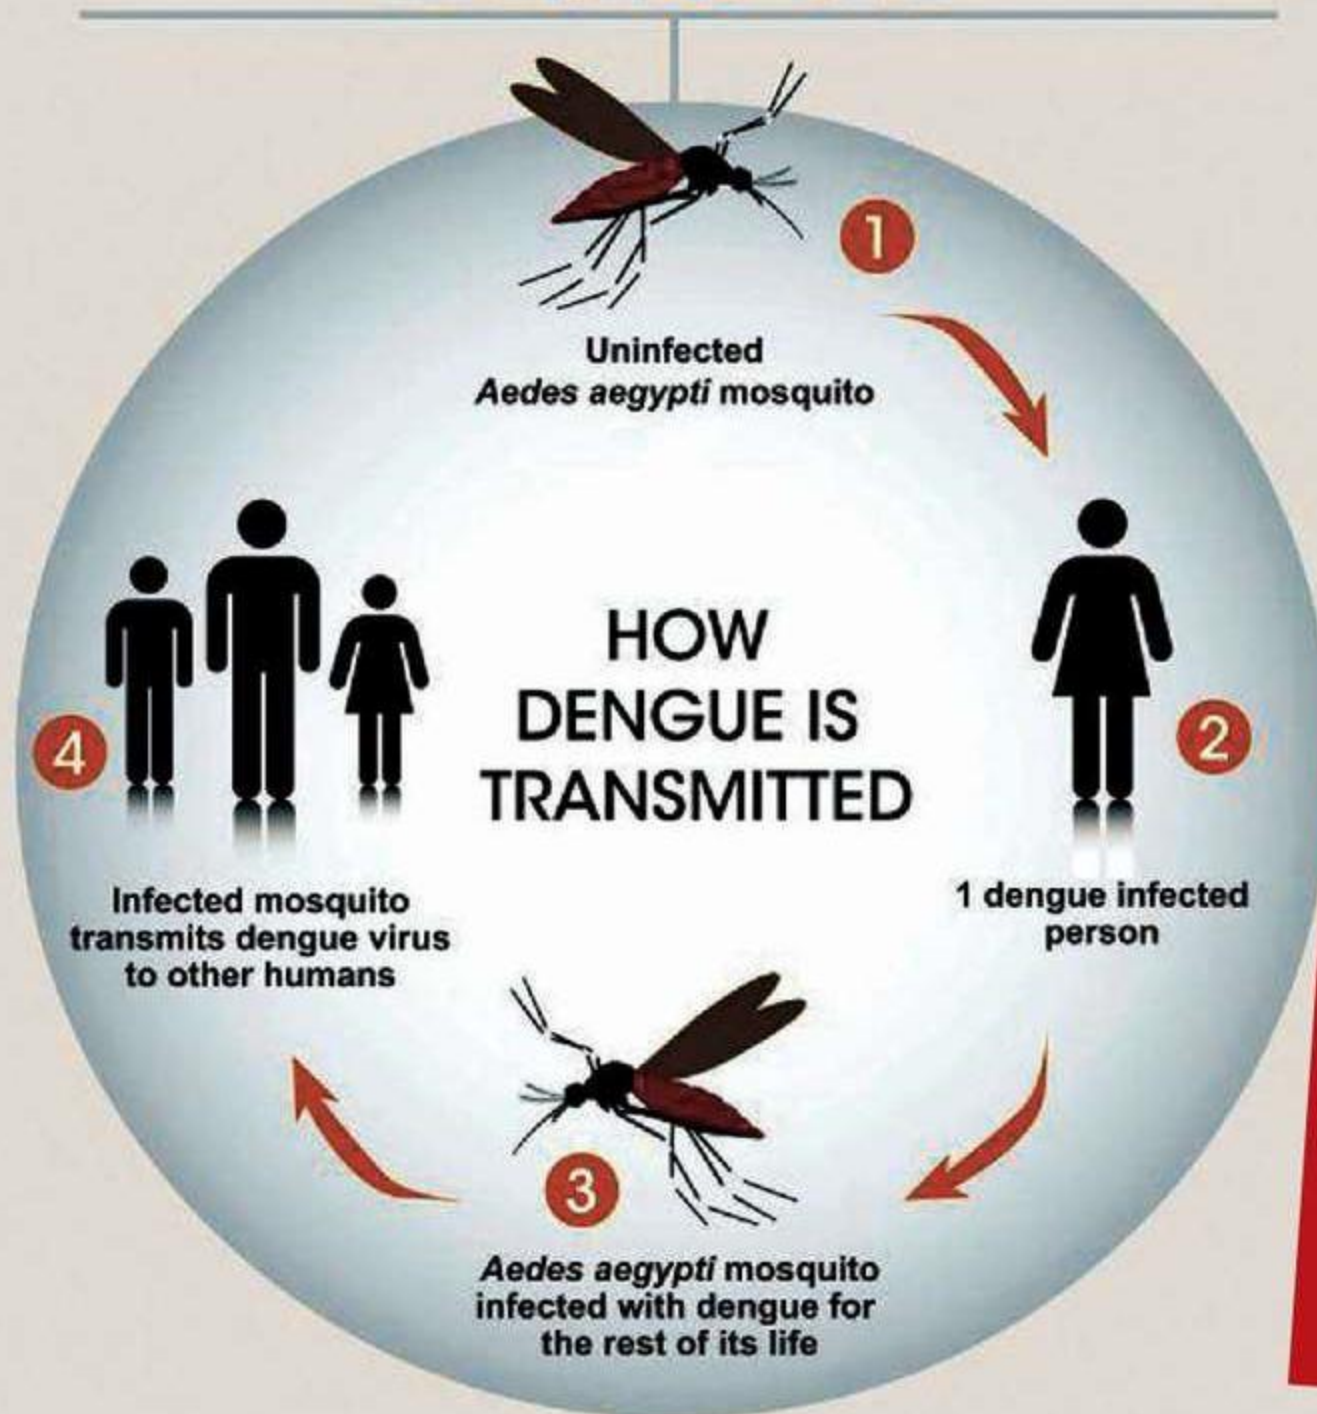 1
Uninfected
Aedes aegypti mosquito
2
1 dengue infected
person
3
Aedes aegypti mosquito
infected with dengue for
the rest of its life
4
Infected mosquito
transmits dengue virus
to other humans
HOW
DENGUE IS
TRANSMITTED